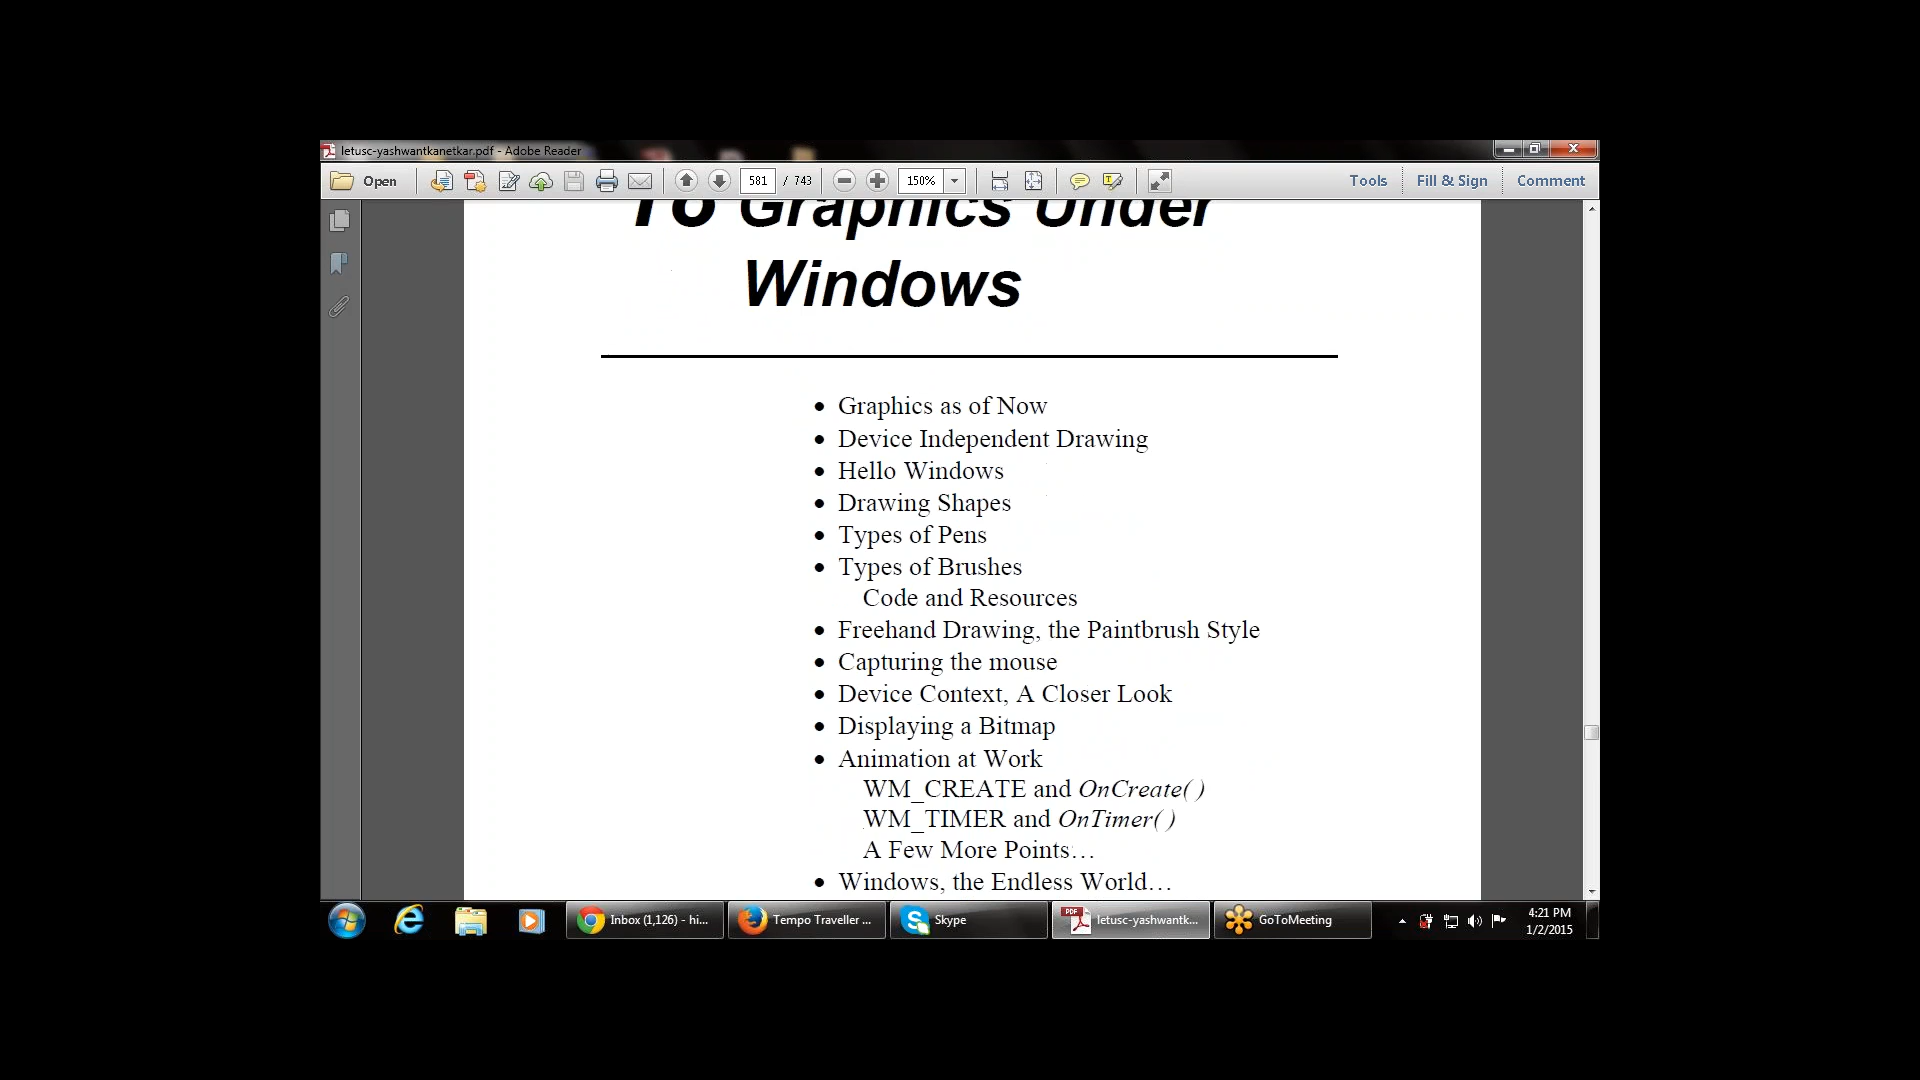 letusc-yashwantkanetkar.pdf - Adobe Reader
Open
581 / 743
150%
Tools
Fill & Sign
Comment
Graphics Under
Windows
• Graphics as of Now
• Device Independent Drawing
• Hello Windows
• Drawing Shapes
• Types of Pens
• Types of Brushes
Code and Resources
• Freehand Drawing, the Paintbrush Style
• Capturing the mouse
• Device Context, A Closer Look
• Displaying a Bitmap
• Animation at Work
WM_CREATE and OnCreate( )
WM_TIMER and OnTimer( )
A Few More Points…
• Windows, the Endless World…
Inbox (1,126) - hi...
Tempo Traveller ...
Skype
PDF
letusc-yashwantk...
GoToMeeting
4:21 PM
1/2/2015